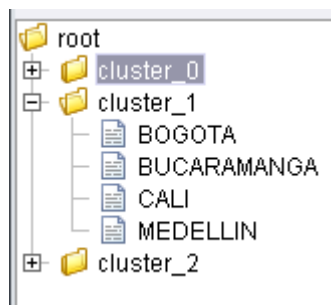 root
cluster_0
cluster_1
BOGOTA
BUCARAMANGA
CALI
MEDELLIN
cluster_2